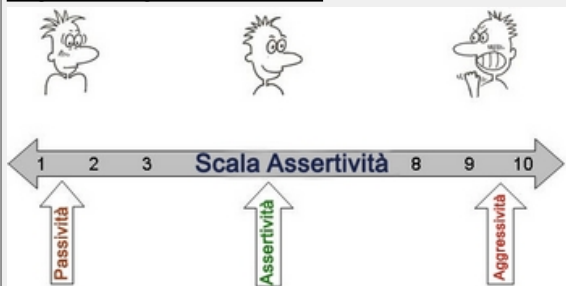 1 2 3 Scala Assertività 8 9 10
Passività
Assertività
Aggressività